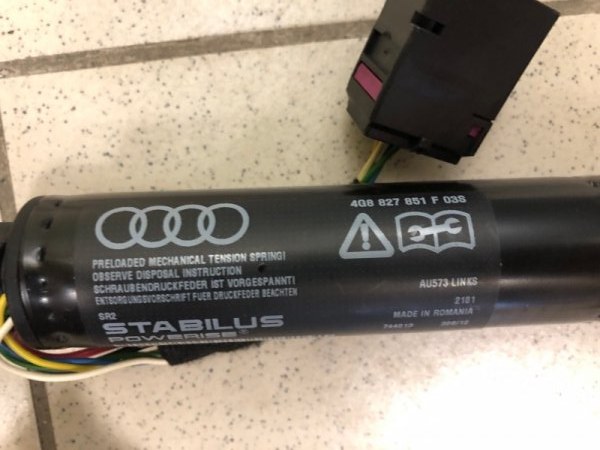 4G8 827 851 F 03S
PRELOADED MECHANICAL TENSION SPRING!
OBSERVE DISPOSAL INSTRUCTION
SCHRAUBENDRUCKFEDER IST VORGESPANNT!
ENTSORGUNGSVORSCHRIFT FUER DRUCKFEDER BEACHTEN
AU573-LINKS
2181
SR2
STABILUS
MADE IN ROMANIA
POWERISE